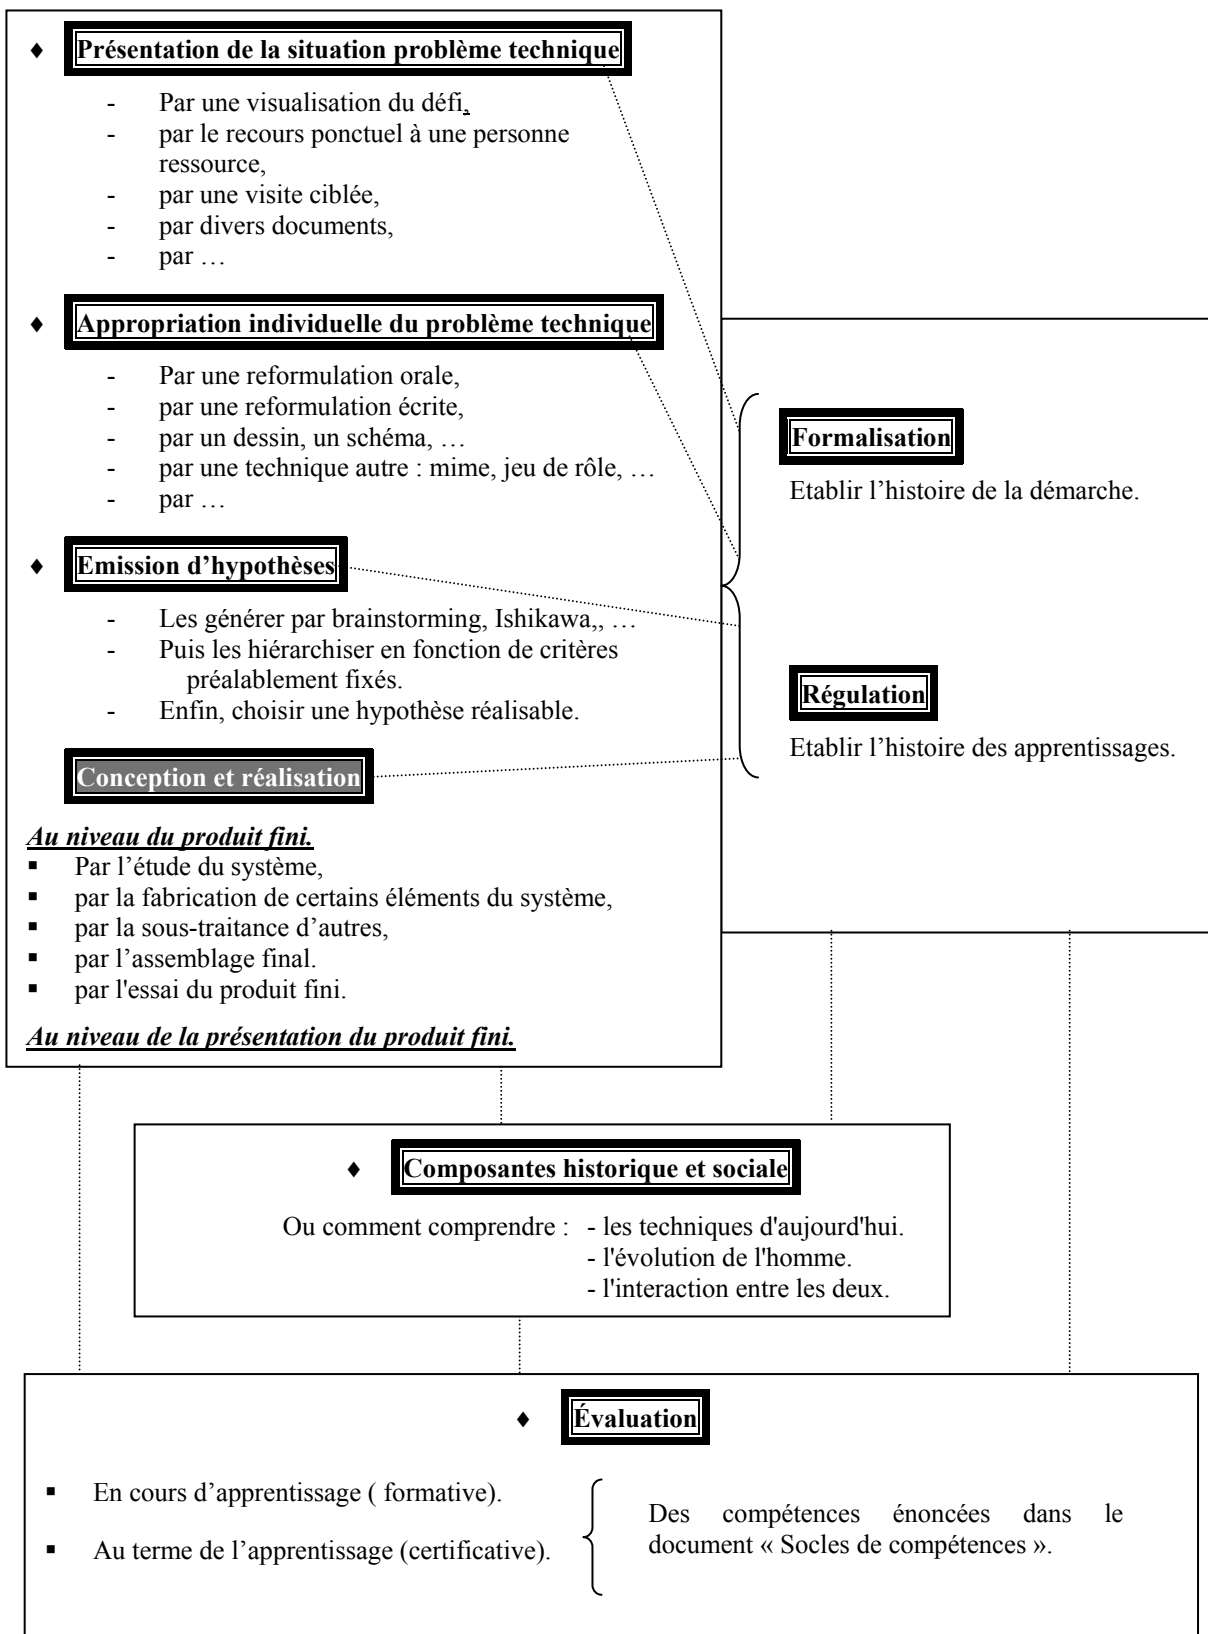 ♦ Présentation de la situation problème technique
- Par une visualisation du défi,
- par le recours ponctuel à une personne
ressource,
- par une visite ciblée,
- par divers documents,
- par …
♦ Appropriation individuelle du problème technique
- Par une reformulation orale,
- par une reformulation écrite,
- par un dessin, un schéma, …
- par une technique autre : mime, jeu de rôle, …
- par …
♦ Emission d’hypothèses
- Les générer par brainstorming, Ishikawa,, …
- Puis les hiérarchiser en fonction de critères
préalablement fixés.
- Enfin, choisir une hypothèse réalisable.
Conception et réalisation
Au niveau du produit fini.
▪ Par l’étude du système,
▪ par la fabrication de certains éléments du système,
▪ par la sous-traitance d’autres,
▪ par l’assemblage final.
▪ par l'essai du produit fini.
Au niveau de la présentation du produit fini.
Formalisation
Etablir l’histoire de la démarche.
Régulation
Etablir l’histoire des apprentissages.
♦ Composantes historique et sociale
Ou comment comprendre : - les techniques d'aujourd'hui.
- l'évolution de l'homme.
- l'interaction entre les deux.
♦ Évaluation
▪ En cours d’apprentissage ( formative).
▪ Au terme de l’apprentissage (certificative).
Des compétences énoncées dans le
document « Socles de compétences ».